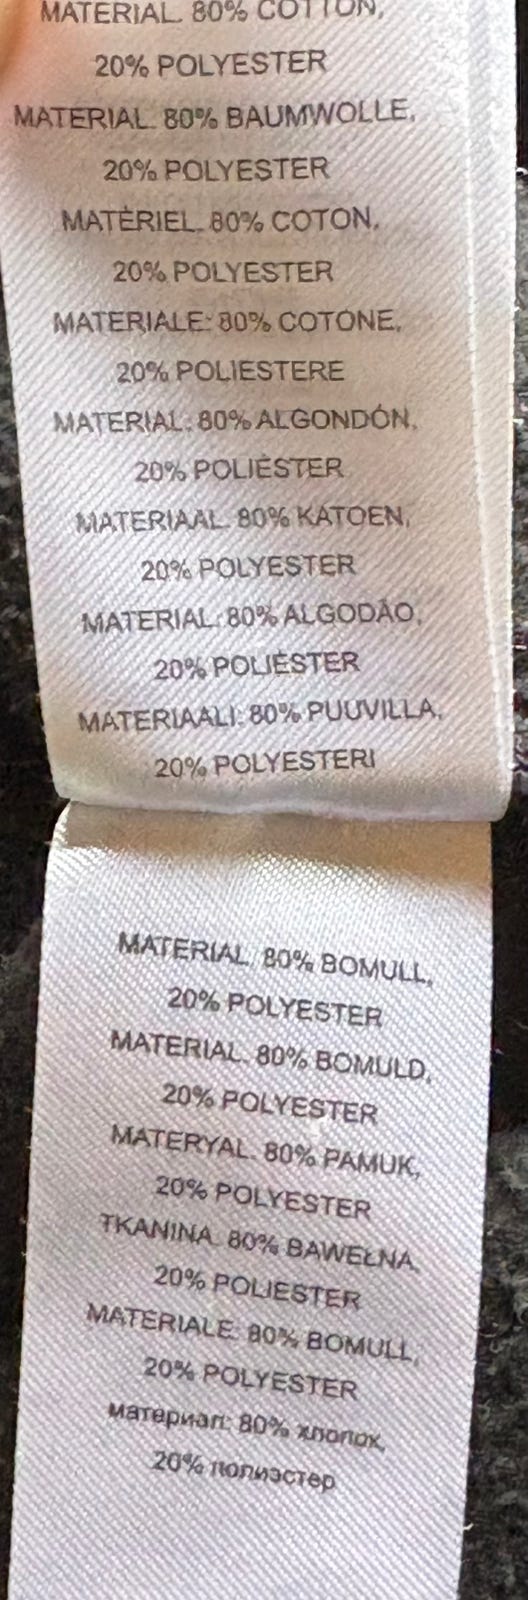 MATERIAL: 80% COTTON,
20% POLYESTER
MATERIAL: 80% BAUMWOLLE,
20% POLYESTER
MATÉRIEL: 80% COTON,
20% POLYESTER
MATERIALE: 80% COTONE,
20% POLIESTERE
MATERIAL: 80% ALGONDÓN,
20% POLIÉSTER
MATERIAAL: 80% KATOEN,
20% POLYESTER
MATERIAL: 80% ALGODÃO,
20% POLIÉSTER
MATERIAALI: 80% PUUVILLA,
20% POLYESTERI
MATERIAL: 80% BOMULL,
20% POLYESTER
MATERIAL: 80% BOMULD,
20% POLYESTER
MATERYAL: 80% PAMUK,
20% POLYESTER
TKANINA: 80% BAWEŁNA,
20% POLIESTER
MATERIALE: 80% BOMULL,
20% POLYESTER
материал: 80% хлопок,
20% полиэстер